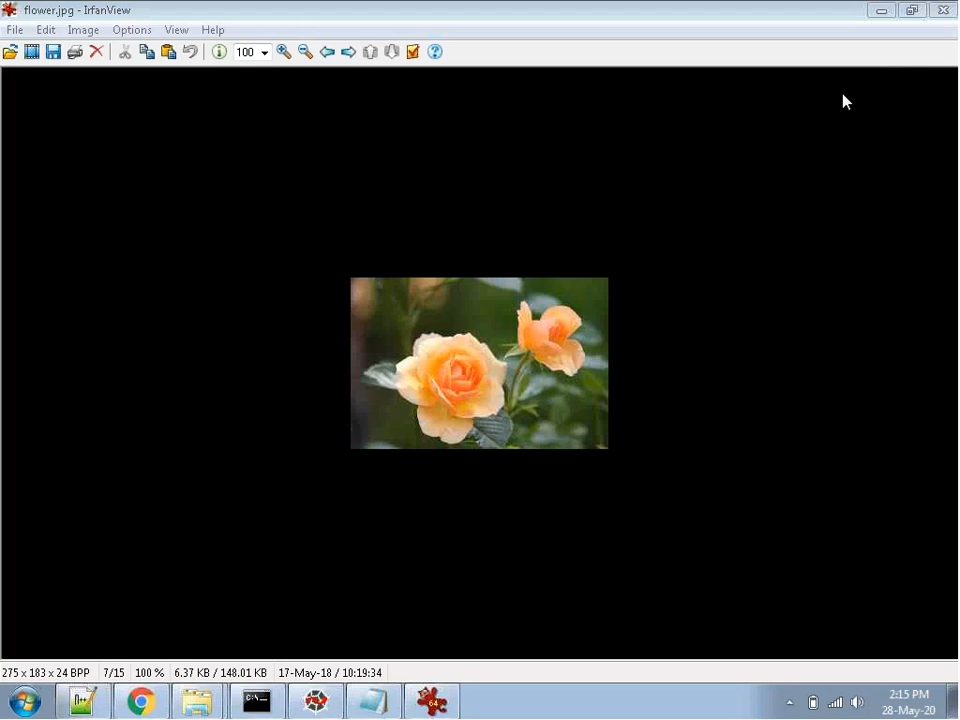 flower.jpg - IrfanView
File Edit Image Options View Help
100
275 x 183 x 24 BPP 7/15 100 % 6.37 KB / 148.01 KB 17-May-18 / 10:19:34
N++ C:\_ 64 2:15 PM
28-May-20